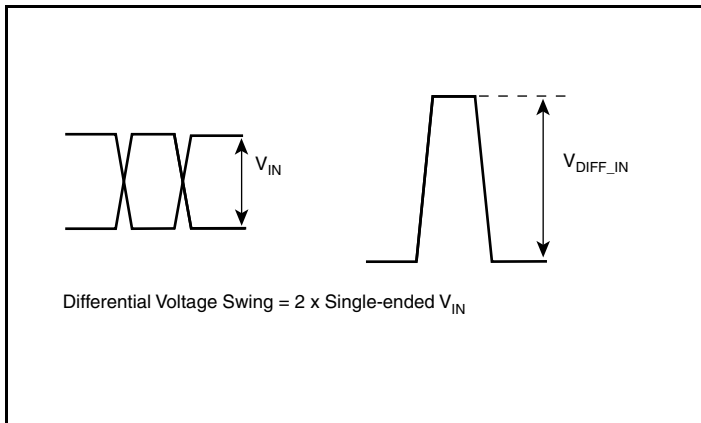 V_IN
V_DIFF_IN
Differential Voltage Swing = 2 x Single-ended V_IN